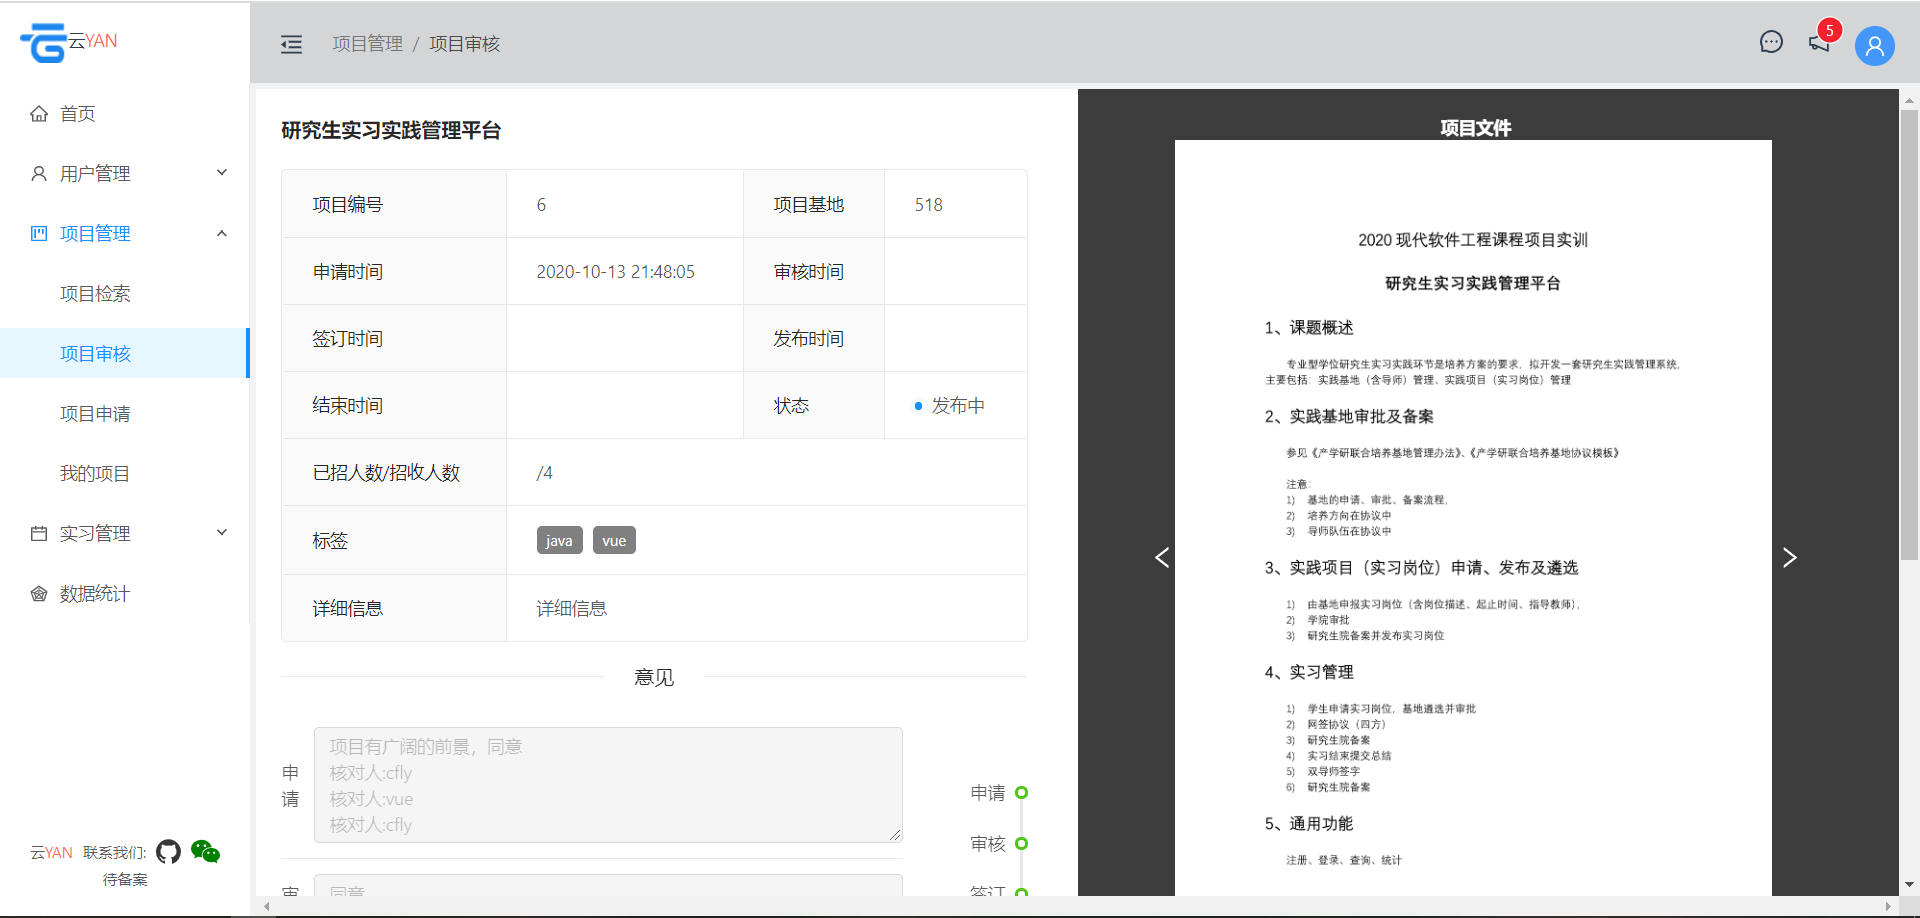 云YAN
首页
用户管理
项目管理
项目检索
项目审核
项目申请
我的项目
实习管理
数据统计
云YAN 联系我们:
待备案
项目管理 / 项目审核
5
研究生实习实践管理平台
项目编号 6 项目基地 518
申请时间 2020-10-13 21:48:05 审核时间
签订时间 发布时间
结束时间 状态 发布中
已招人数/招收人数 /4
标签 java vue
详细信息 详细信息
意见
申请
项目有广阔的前景，同意
核对人:cfly
核对人:vue
核对人:cfly
申请
审核
签订
审
同意
项目文件
2020 现代软件工程课程项目实训
研究生实习实践管理平台
1、课题概述
专业型学位研究生实习实践环节是培养方案的要求，拟开发一套研究生实践管理系统，
主要包括：实践基地（含导师）管理、实践项目（实习岗位）管理
2、实践基地审批及备案
参见《产学研联合培养基地管理办法》、《产学研联合培养基地协议模板》
注意：
1) 基地的申请、审批、备案流程，
2) 培养方向在协议中
3) 导师队伍在协议中
3、实践项目（实习岗位）申请、发布及遴选
1) 由基地申报实习岗位（含岗位描述、起止时间、指导教师），
2) 学院审批
3) 研究生院备案并发布实习岗位
4、实习管理
1) 学生申请实习岗位，基地遴选并审批
2) 网签协议（四方）
3) 研究生院备案
4) 实习结束提交总结
5) 双导师签字
6) 研究生院备案
5、通用功能
注册、登录、查询、统计